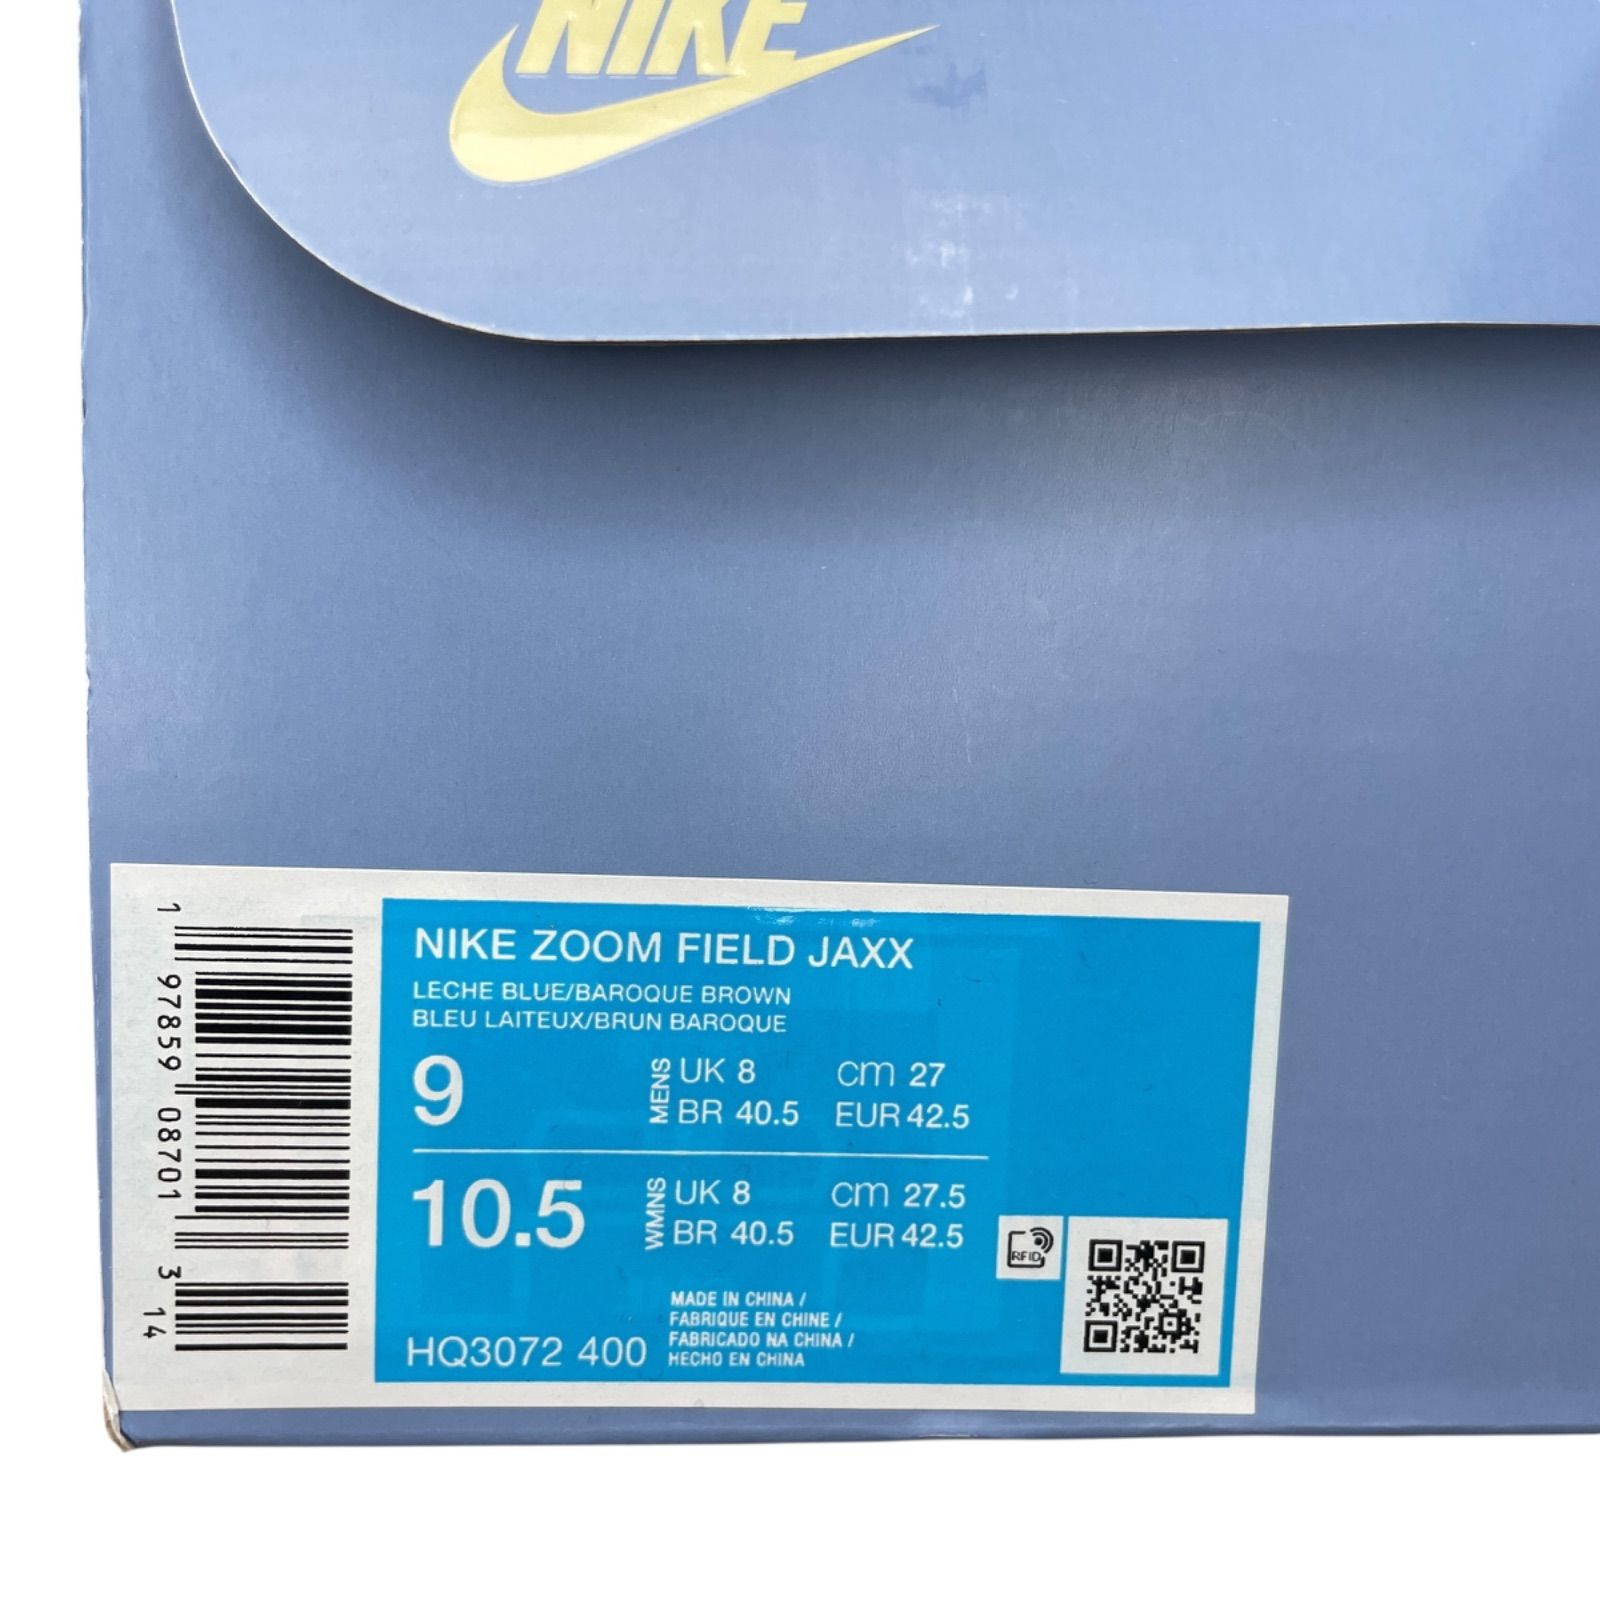 NIKE
NIKE ZOOM FIELD JAXX
LECHE BLUE/BAROQUE BROWN
BLEU LAITEUX/BRUN BAROQUE
9
MENS
UK 8 cm 27
BR 40.5 EUR 42.5
10.5
WMNS
UK 8 cm 27.5
BR 40.5 EUR 42.5
MADE IN CHINA /
FABRIQUE EN CHINE /
FABRICADO NA CHINA /
HECHO EN CHINA
HQ3072 400
RFID
1 97859 08701 3 14